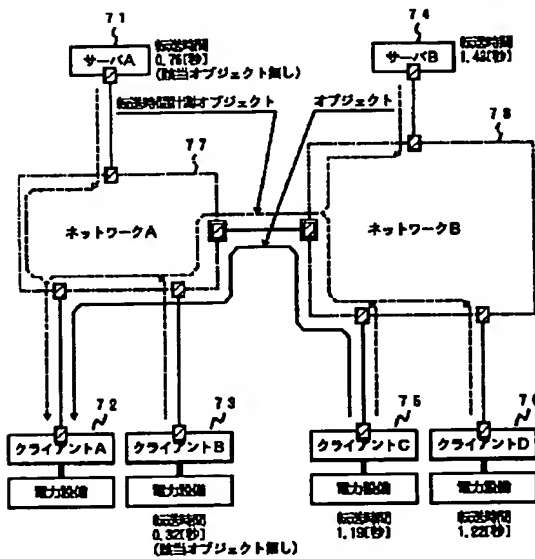 71
サーバA
転送時間
0.76[秒]
(該当オブジェクト無し)
74
サーバB
転送時間
1.48[秒]
転送時間計測オブジェクト
オブジェクト
77
78
ネットワークA
ネットワークB
72
クライアントA
電力設備
73
クライアントB
電力設備
転送時間
0.32[秒]
(該当オブジェクト無し)
75
クライアントC
電力設備
転送時間
1.19[秒]
76
クライアントD
電力設備
転送時間
1.22[秒]